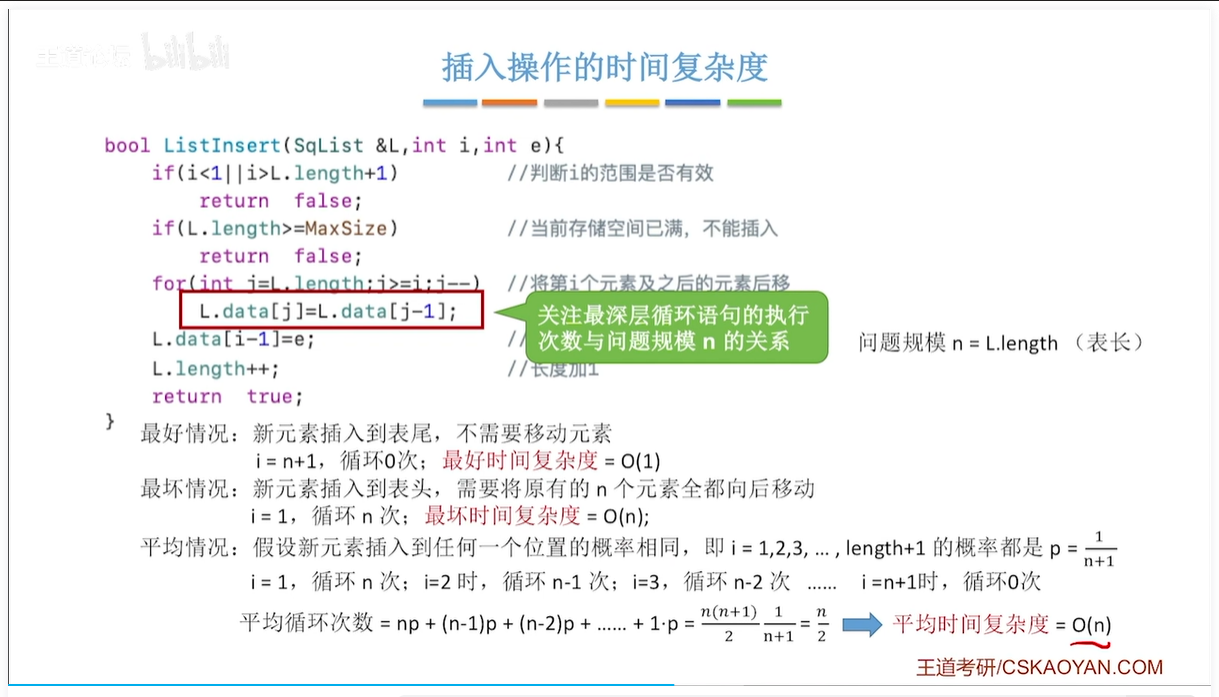 王道论坛 bilibili
插入操作的时间复杂度
bool ListInsert(SqList &L,int i,int e){
if(i<1||i>L.length+1) //判断i的范围是否有效
return false;
if(L.length>=MaxSize) //当前存储空间已满，不能插入
return false;
for(int j=L.length;j>=i;j--) //将第i个元素及之后的元素后移
L.data[j]=L.data[j-1];
关注最深层循环语句的执行
次数与问题规模 n 的关系
L.data[i-1]=e; //
问题规模 n = L.length （表长）
L.length++; //长度加1
return true;
}
最好情况：新元素插入到表尾，不需要移动元素
i = n+1，循环0次；最好时间复杂度 = O(1)
最坏情况：新元素插入到表头，需要将原有的 n 个元素全都向后移动
i = 1，循环 n 次；最坏时间复杂度 = O(n);
平均情况：假设新元素插入到任何一个位置的概率相同，即 i = 1,2,3, … , length+1 的概率都是 p = 1/(n+1)
i = 1，循环 n 次；i=2 时，循环 n-1 次；i=3，循环 n-2 次 …… i =n+1时，循环0次
平均循环次数 = np + (n-1)p + (n-2)p + …… + 1·p = n(n+1)/2 1/(n+1) = n/2 平均时间复杂度 = O(n)
王道考研/CSKAOYAN.COM